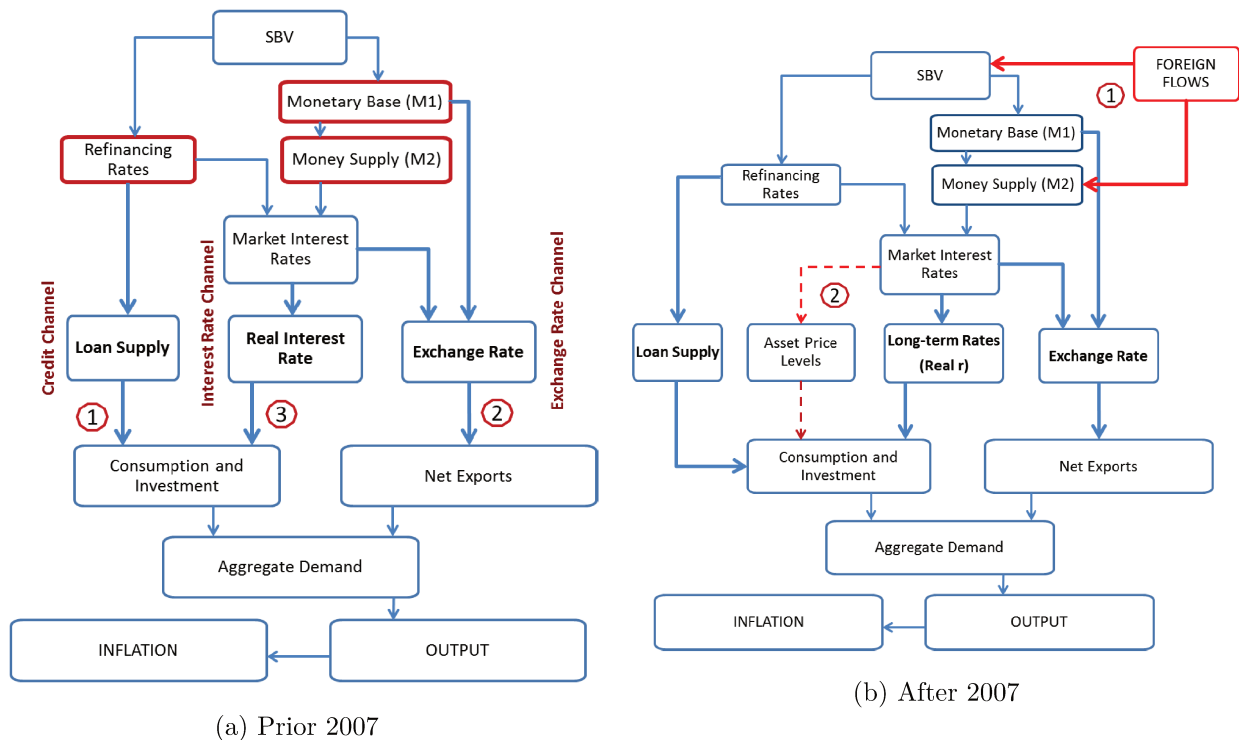 SBV
Monetary Base (M1)
Money Supply (M2)
Refinancing
Rates
Market Interest
Rates
Credit Channel
Interest Rate Channel
Exchange Rate Channel
Loan Supply
Real Interest
Rate
Exchange Rate
1
3
2
Consumption and
Investment
Net Exports
Aggregate Demand
INFLATION
OUTPUT
(a) Prior 2007
SBV
FOREIGN
FLOWS
1
Monetary Base (M1)
Money Supply (M2)
Refinancing
Rates
Market Interest
Rates
2
Loan Supply
Asset Price
Levels
Long-term Rates
(Real r)
Exchange Rate
Consumption and
Investment
Net Exports
Aggregate Demand
INFLATION
OUTPUT
(b) After 2007